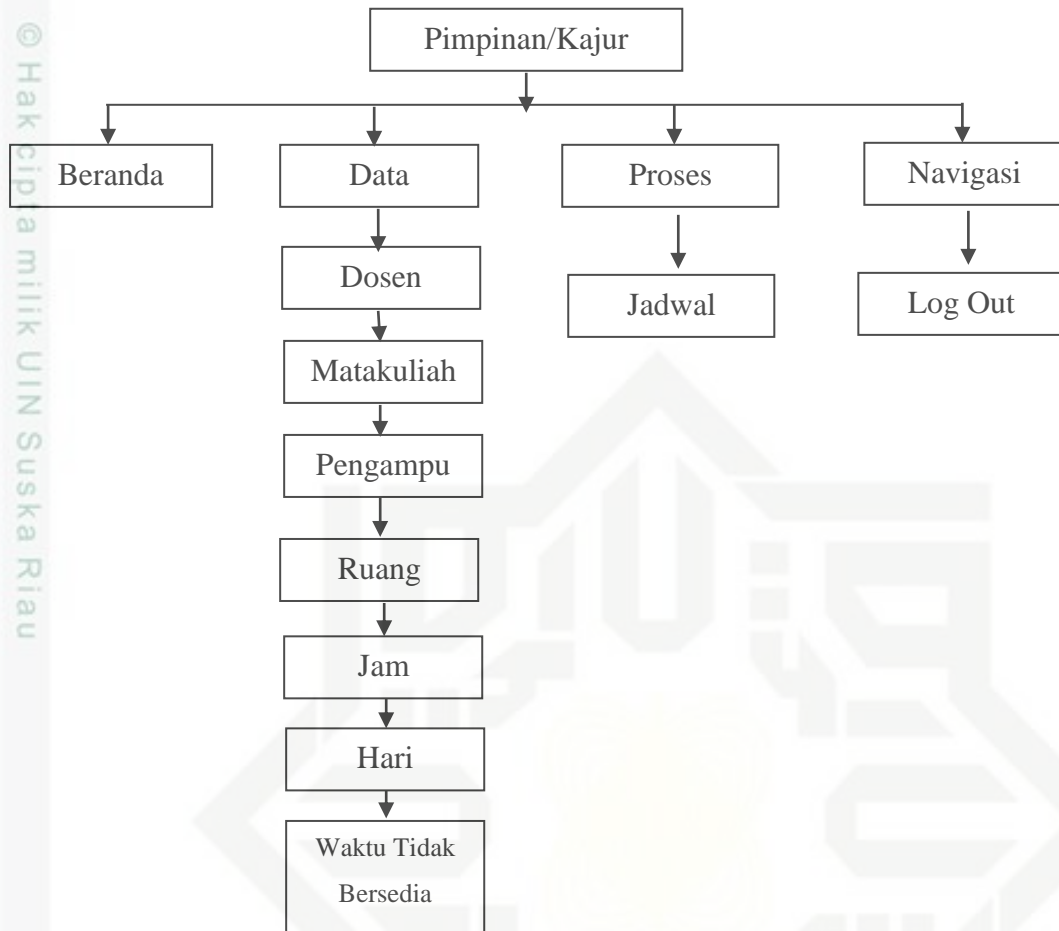 © Hak cipta milik UIN Suska Riau
Pimpinan/Kajur
Beranda
Data
Proses
Navigasi
Dosen
Jadwal
Log Out
Matakuliah
Pengampu
Ruang
Jam
Hari
Waktu Tidak
Bersedia